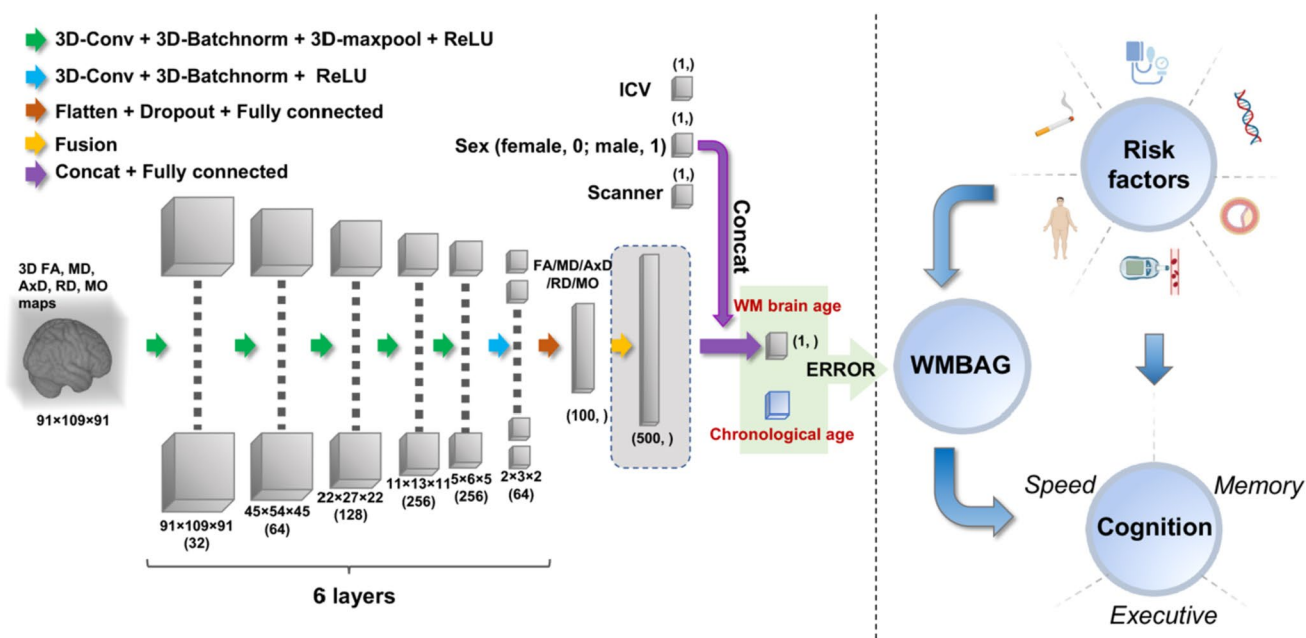 3D-Conv + 3D-Batchnorm + 3D-maxpool + ReLU
3D-Conv + 3D-Batchnorm + ReLU
Flatten + Dropout + Fully connected
Fusion
Concat + Fully connected
(1,)
ICV
(1,)
Sex (female, 0; male, 1)
(1,)
Scanner
Concat
3D FA, MD,
AxD, RD, MO
maps
91×109×91
91×109×91
(32)
45×54×45
(64)
22×27×22
(128)
11×13×11
(256)
5×6×5
(256)
2×3×2
(64)
6 layers
FA/MD/AxD
/RD/MO
(100, )
(500, )
WM brain age
(1, )
ERROR
Chronological age
Risk
factors
WMBAG
Speed
Memory
Cognition
Executive